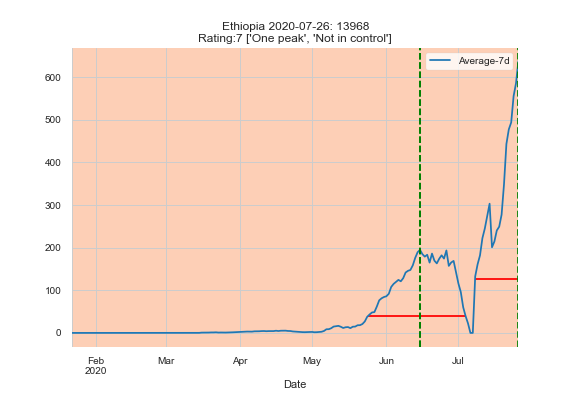 Ethiopia 2020-07-26: 13968
Rating:7 ['One peak', 'Not in control']
Average-7d
600
500
400
300
200
100
0
Feb Mar Apr May Jun Jul
2020
Date